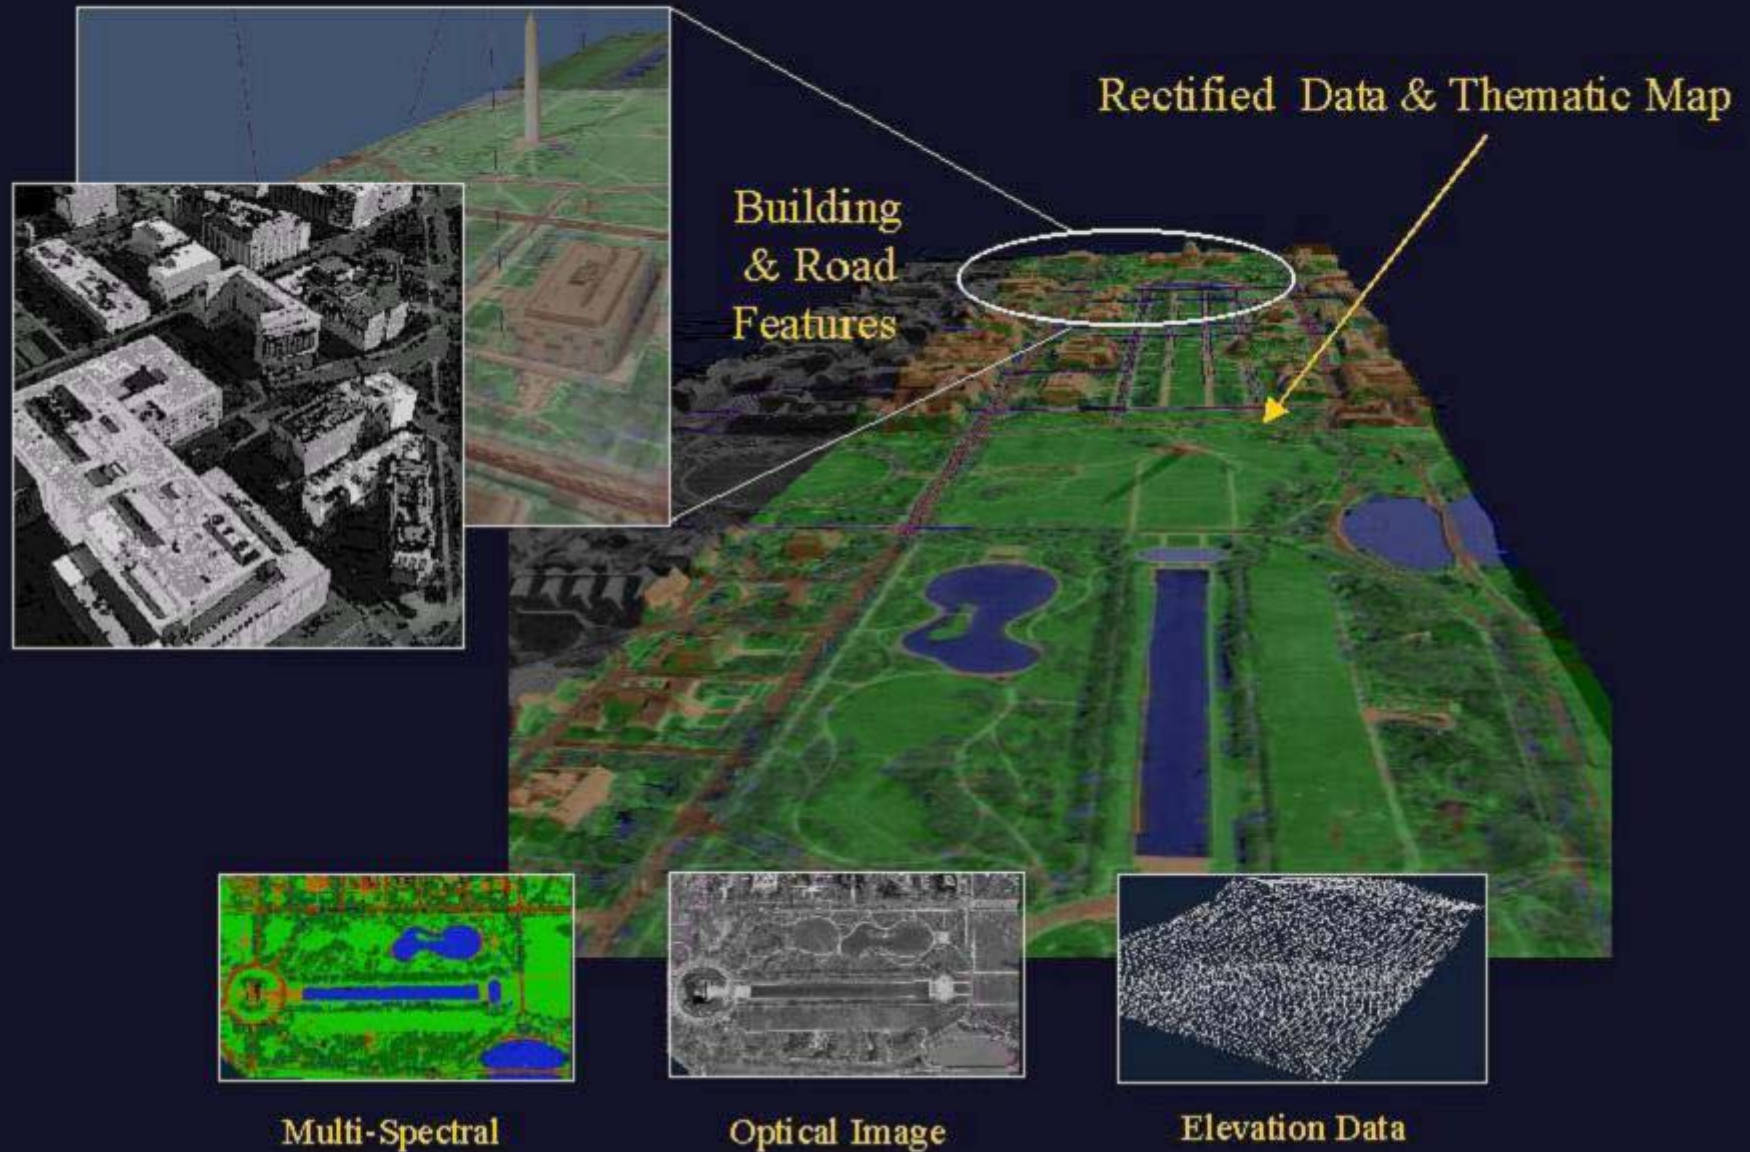 Rectified Data & Thematic Map
Building
& Road
Features
Multi-Spectral
Optical Image
Elevation Data